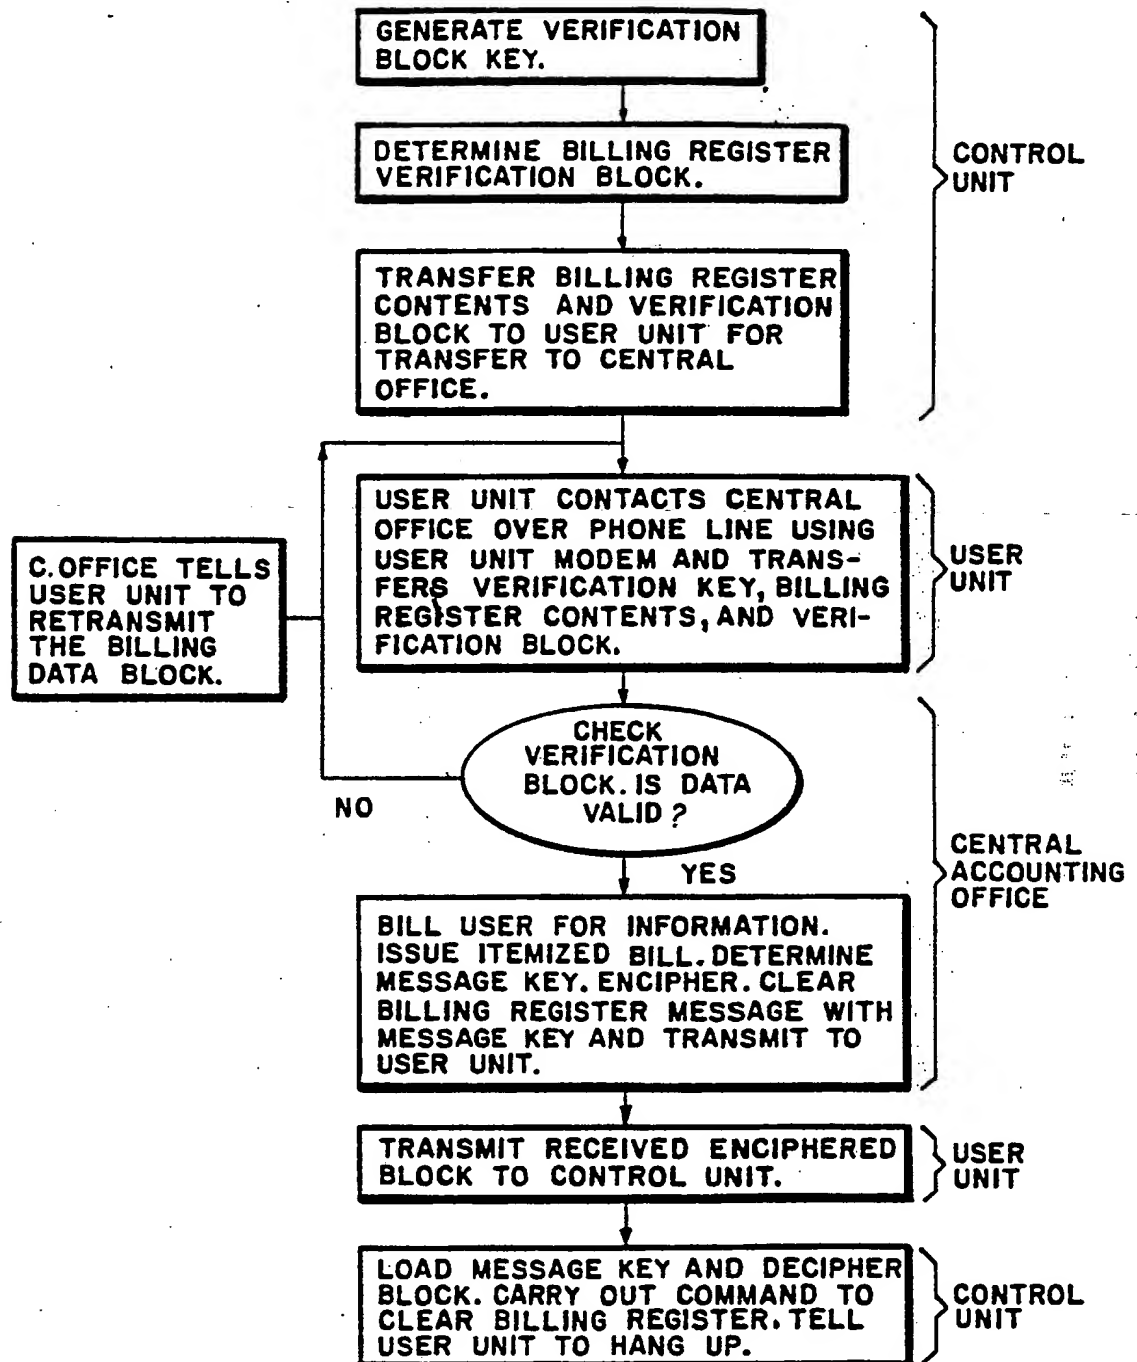 GENERATE VERIFICATION
BLOCK KEY.
DETERMINE BILLING REGISTER
VERIFICATION BLOCK.
CONTROL
UNIT
TRANSFER BILLING REGISTER
CONTENTS AND VERIFICATION
BLOCK TO USER UNIT FOR
TRANSFER TO CENTRAL
OFFICE.
USER UNIT CONTACTS CENTRAL
OFFICE OVER PHONE LINE USING
USER UNIT MODEM AND TRANS-
FERS VERIFICATION KEY, BILLING
REGISTER CONTENTS, AND VERI-
FICATION BLOCK.
USER
UNIT
C.OFFICE TELLS
USER UNIT TO
RETRANSMIT
THE BILLING
DATA BLOCK.
CHECK
VERIFICATION
BLOCK. IS DATA
VALID?
NO
YES
CENTRAL
ACCOUNTING
OFFICE
BILL USER FOR INFORMATION.
ISSUE ITEMIZED BILL. DETERMINE
MESSAGE KEY. ENCIPHER. CLEAR
BILLING REGISTER MESSAGE WITH
MESSAGE KEY AND TRANSMIT TO
USER UNIT.
TRANSMIT RECEIVED ENCIPHERED
BLOCK TO CONTROL UNIT.
USER
UNIT
LOAD MESSAGE KEY AND DECIPHER
BLOCK. CARRY OUT COMMAND TO
CLEAR BILLING REGISTER. TELL
USER UNIT TO HANG UP.
CONTROL
UNIT